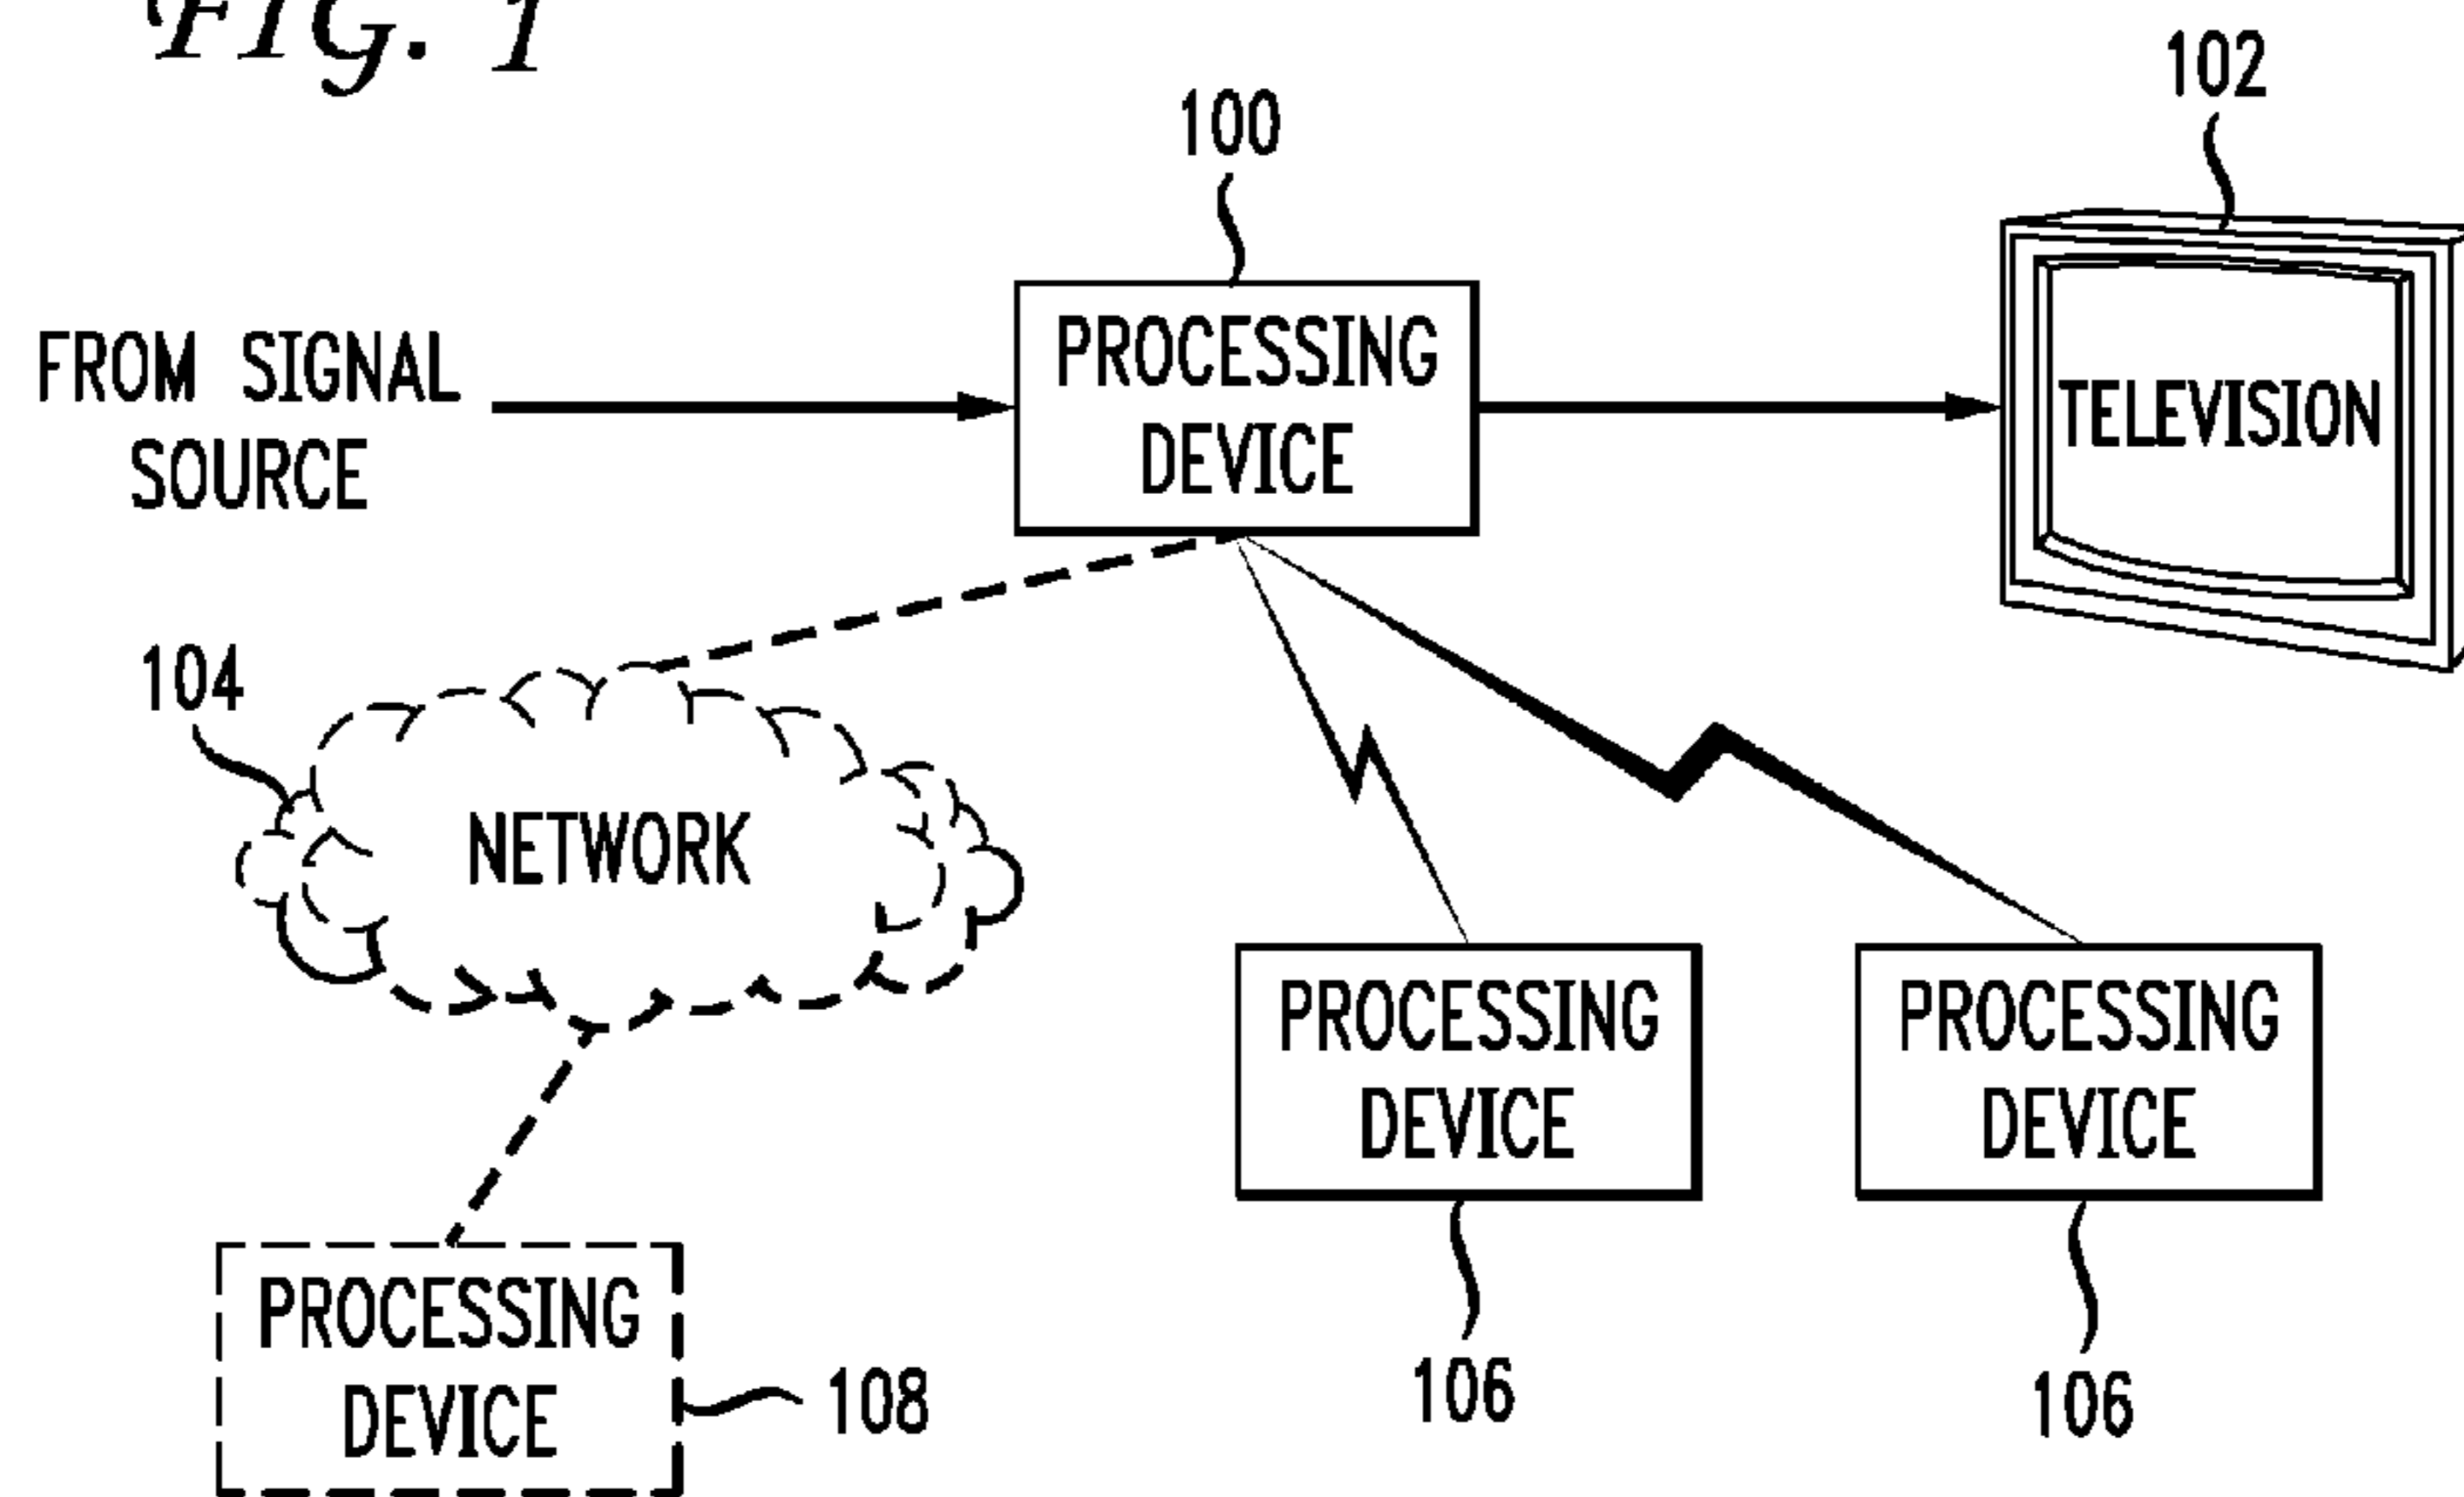 FIG. 1
100
102
FROM SIGNAL
SOURCE
PROCESSING
DEVICE
TELEVISION
104
NETWORK
PROCESSING
DEVICE
PROCESSING
DEVICE
PROCESSING
DEVICE
108
106
106